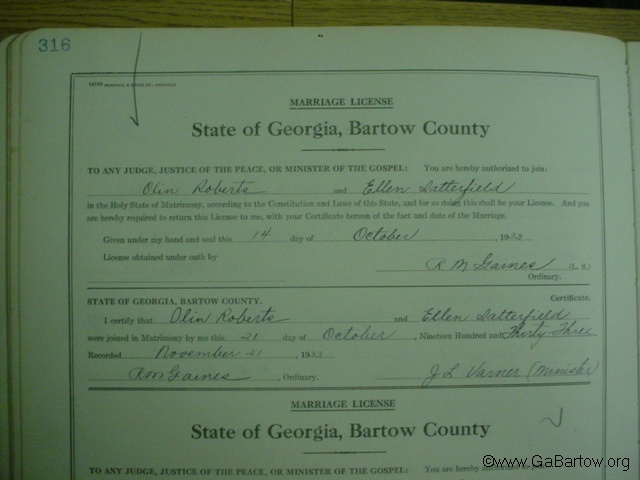 316
MARRIAGE LICENSE
State of Georgia, Bartow County
TO ANY JUDGE, JUSTICE OF THE PEACE, OR MINISTER OF THE GOSPEL: You are hereby authorized to join:
Olin Roberts and Ellen Satterfield
in the Holy State of Matrimony, according to the Constitution and Laws of this State, and for so doing this shall be your License. And you
are hereby required to return this License to me, with your Certificate hereon of the fact and date of the Marriage.
Given under my hand and seal this 14 day of October, 1933
License obtained under oath by
R M Gaines (L. S.)
Ordinary.
STATE OF GEORGIA, BARTOW COUNTY. Certificate.
I certify that Olin Roberts and Ellen Satterfield
were joined in Matrimony by me this 21 day of October, Nineteen Hundred and Thirty Three
Recorded November 21, 1933
RM Gaines, Ordinary. J L Varner (Minister)
MARRIAGE LICENSE
State of Georgia, Bartow County
TO ANY JUDGE, JUSTICE OF THE PEACE, OR MINISTER OF THE GOSPEL: You are hereby authorized to
©www.GaBartow.org